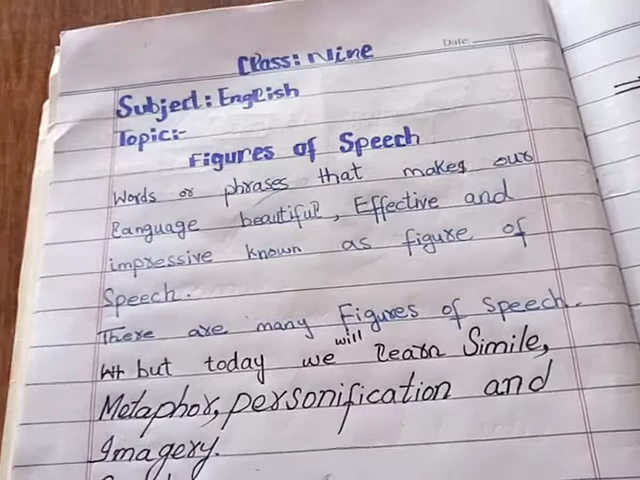 Class: Nine
Date:
Subject: English
Topic:-
Figures of Speech
Words or phrases that makes our
language beautiful, Effective and
impressive known as figure of
Speech.
There are many Figures of Speech.
but today we will learn Simile,
Metaphor, personification and
Imagery.